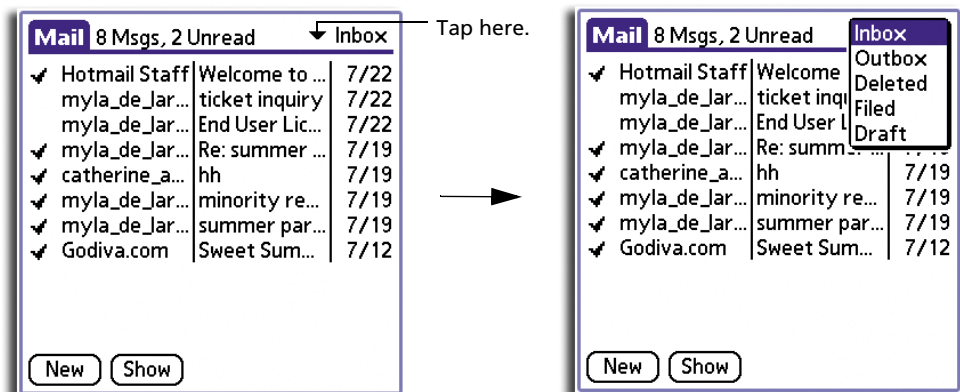 Mail 8 Msgs, 2 Unread Inbox
Hotmail Staff Welcome to ... 7/22
myla_de_lar... ticket inquiry 7/22
myla_de_lar... End User Lic... 7/22
myla_de_lar... Re: summer ... 7/19
catherine_a... hh 7/19
myla_de_lar... minority re... 7/19
myla_de_lar... summer par... 7/19
Godiva.com Sweet Sum... 7/12
New Show
Tap here.
Mail 8 Msgs, 2 Unread
Inbox
Outbox
Deleted
Filed
Draft
Hotmail Staff Welcome
myla_de_lar... ticket inqu
myla_de_lar... End User L
myla_de_lar... Re: summer ... 7/19
catherine_a... hh 7/19
myla_de_lar... minority re... 7/19
myla_de_lar... summer par... 7/19
Godiva.com Sweet Sum... 7/12
New Show